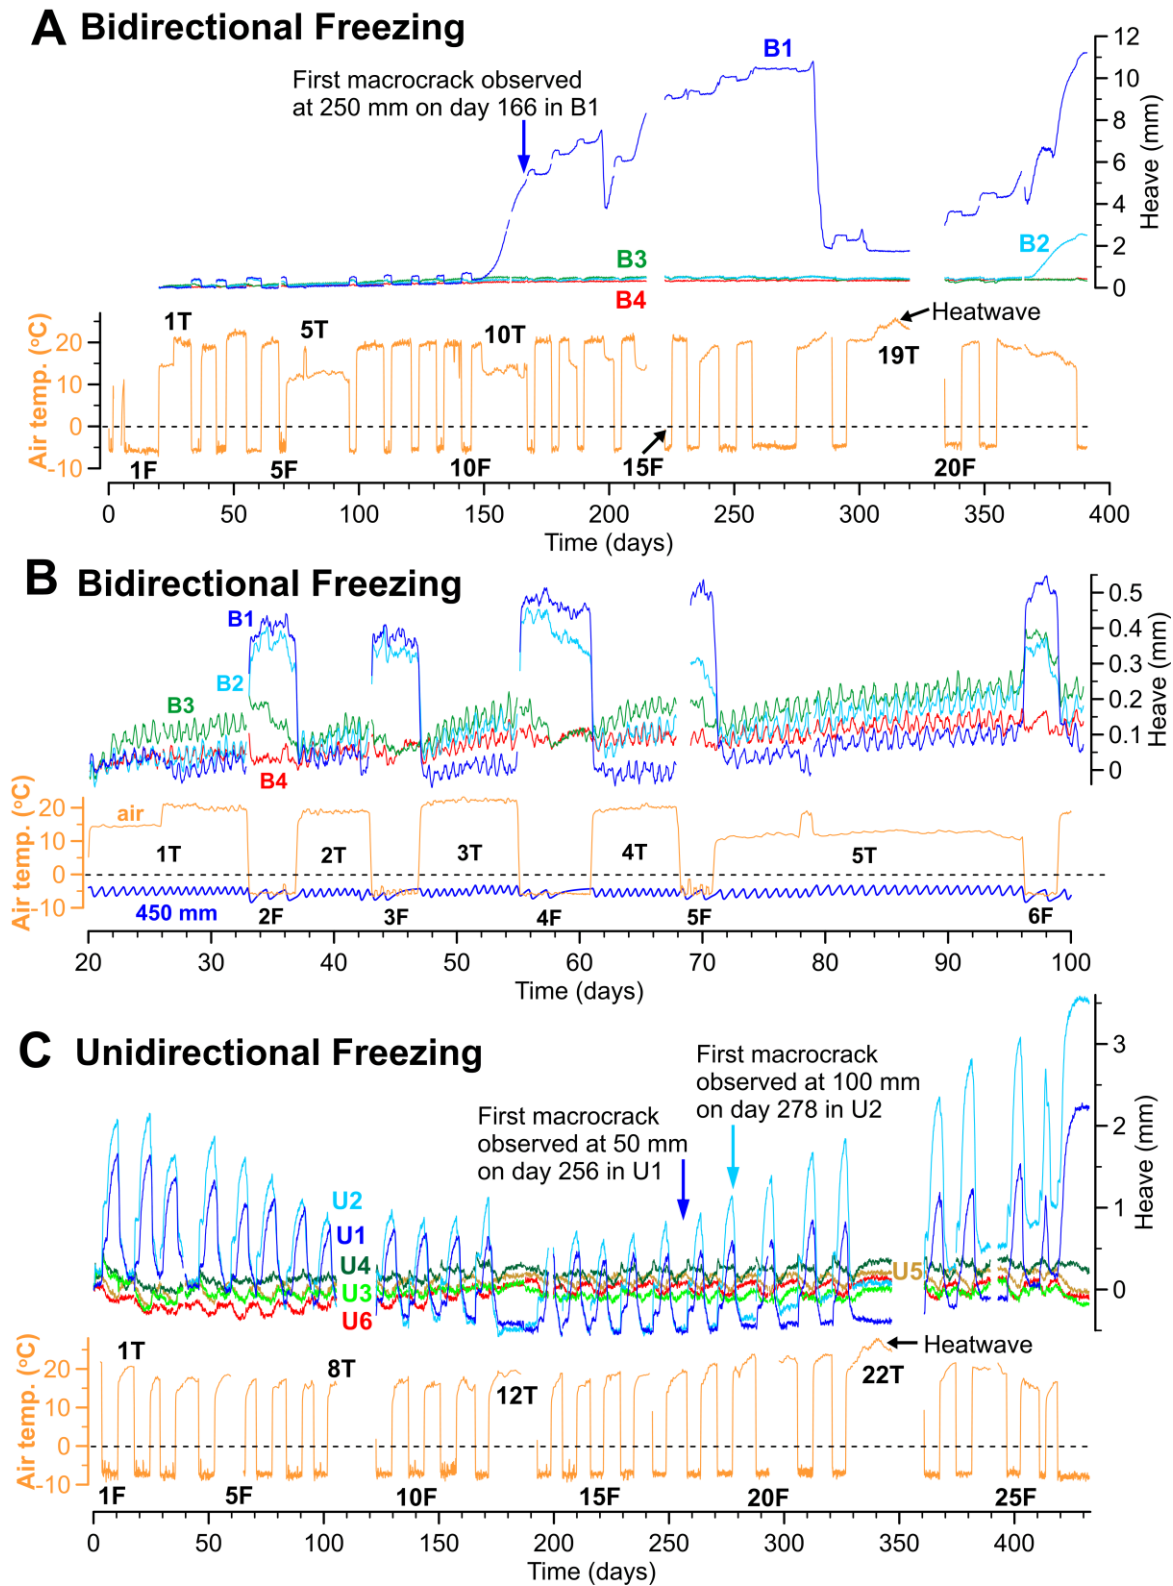 A Bidirectional Freezing
First macrocrack observed
at 250 mm on day 166 in B1
B1
B3
B2
B4
12
10
8
6
4
2
0
Heave (mm)
Air temp. (°C)
20
10
0
-10
1T
5T
10T
19T
Heatwave
1F
5F
10F
15F
20F
0 50 100 150 200 250 300 350 400
Time (days)
B Bidirectional Freezing
B1
B2
B3
B4
0.5
0.4
0.3
0.2
0.1
0
Heave (mm)
Air temp. (°C)
20
10
0
-10
air
1T 2T 3T 4T 5T
450 mm
2F 3F 4F 5F 6F
20 30 40 50 60 70 80 90 100
Time (days)
C Unidirectional Freezing
First macrocrack
observed at 100 mm
on day 278 in U2
First macrocrack
observed at 50 mm
on day 256 in U1
U2
U1
U4
U3
U6
U5
3
2
1
0
Heave (mm)
Air temp. (°C)
20
10
0
-10
1T
8T
12T
22T
Heatwave
1F 5F 10F 15F 20F 25F
0 50 100 150 200 250 300 350 400
Time (days)